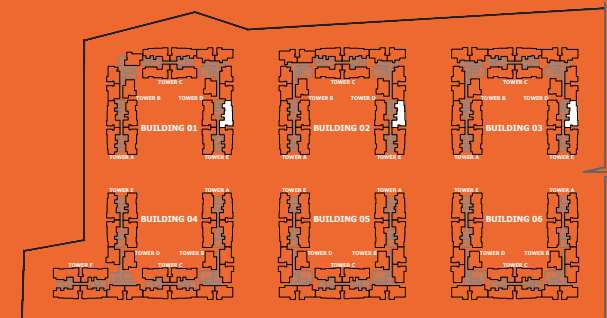 TOWER C TOWER C TOWER C
TOWER B TOWER D TOWER B TOWER D TOWER B TOWER D
BUILDING 01 BUILDING 02 BUILDING 03
TOWER A TOWER E TOWER A TOWER E TOWER A TOWER E
TOWER E TOWER A TOWER E TOWER A TOWER E TOWER A
BUILDING 04 BUILDING 05 BUILDING 06
TOWER D TOWER B TOWER D TOWER B TOWER D TOWER B
TOWER F TOWER C TOWER C TOWER C